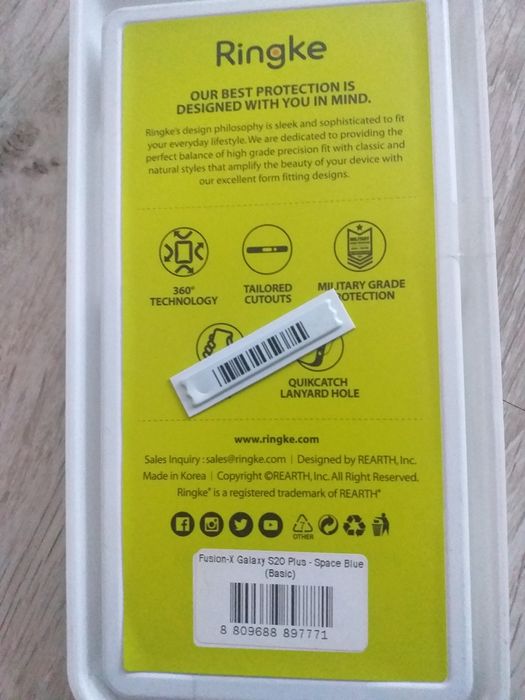 Ringke
OUR BEST PROTECTION IS
DESIGNED WITH YOU IN MIND.
Ringke's design philosophy is sleek and sophisticated to fit
your everyday lifestyle. We are dedicated to providing the
perfect balance of high grade precision fit with classic and
natural styles that amplify the beauty of your device with
our excellent form fitting designs.
360°
TECHNOLOGY
TAILORED
CUTOUTS
MILITARY
MILITARY GRADE
OTECTION
QUIKCATCH
LANYARD HOLE
www.ringke.com
Sales Inquiry : sales@ringke.com | Designed by REARTH, Inc.
Made in Korea | Copyright ©REARTH, Inc. All Right Reserved.
Ringke® is a registered trademark of REARTH®
7
OTHER
Fusion-X Galaxy S20 Plus - Space Blue
(Basic)
8 809688 897771